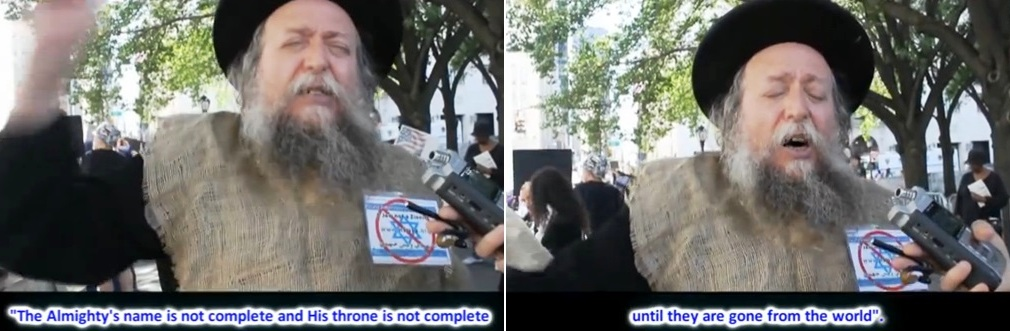 "The Almighty's name is not complete and His throne is not complete
until they are gone from the world".